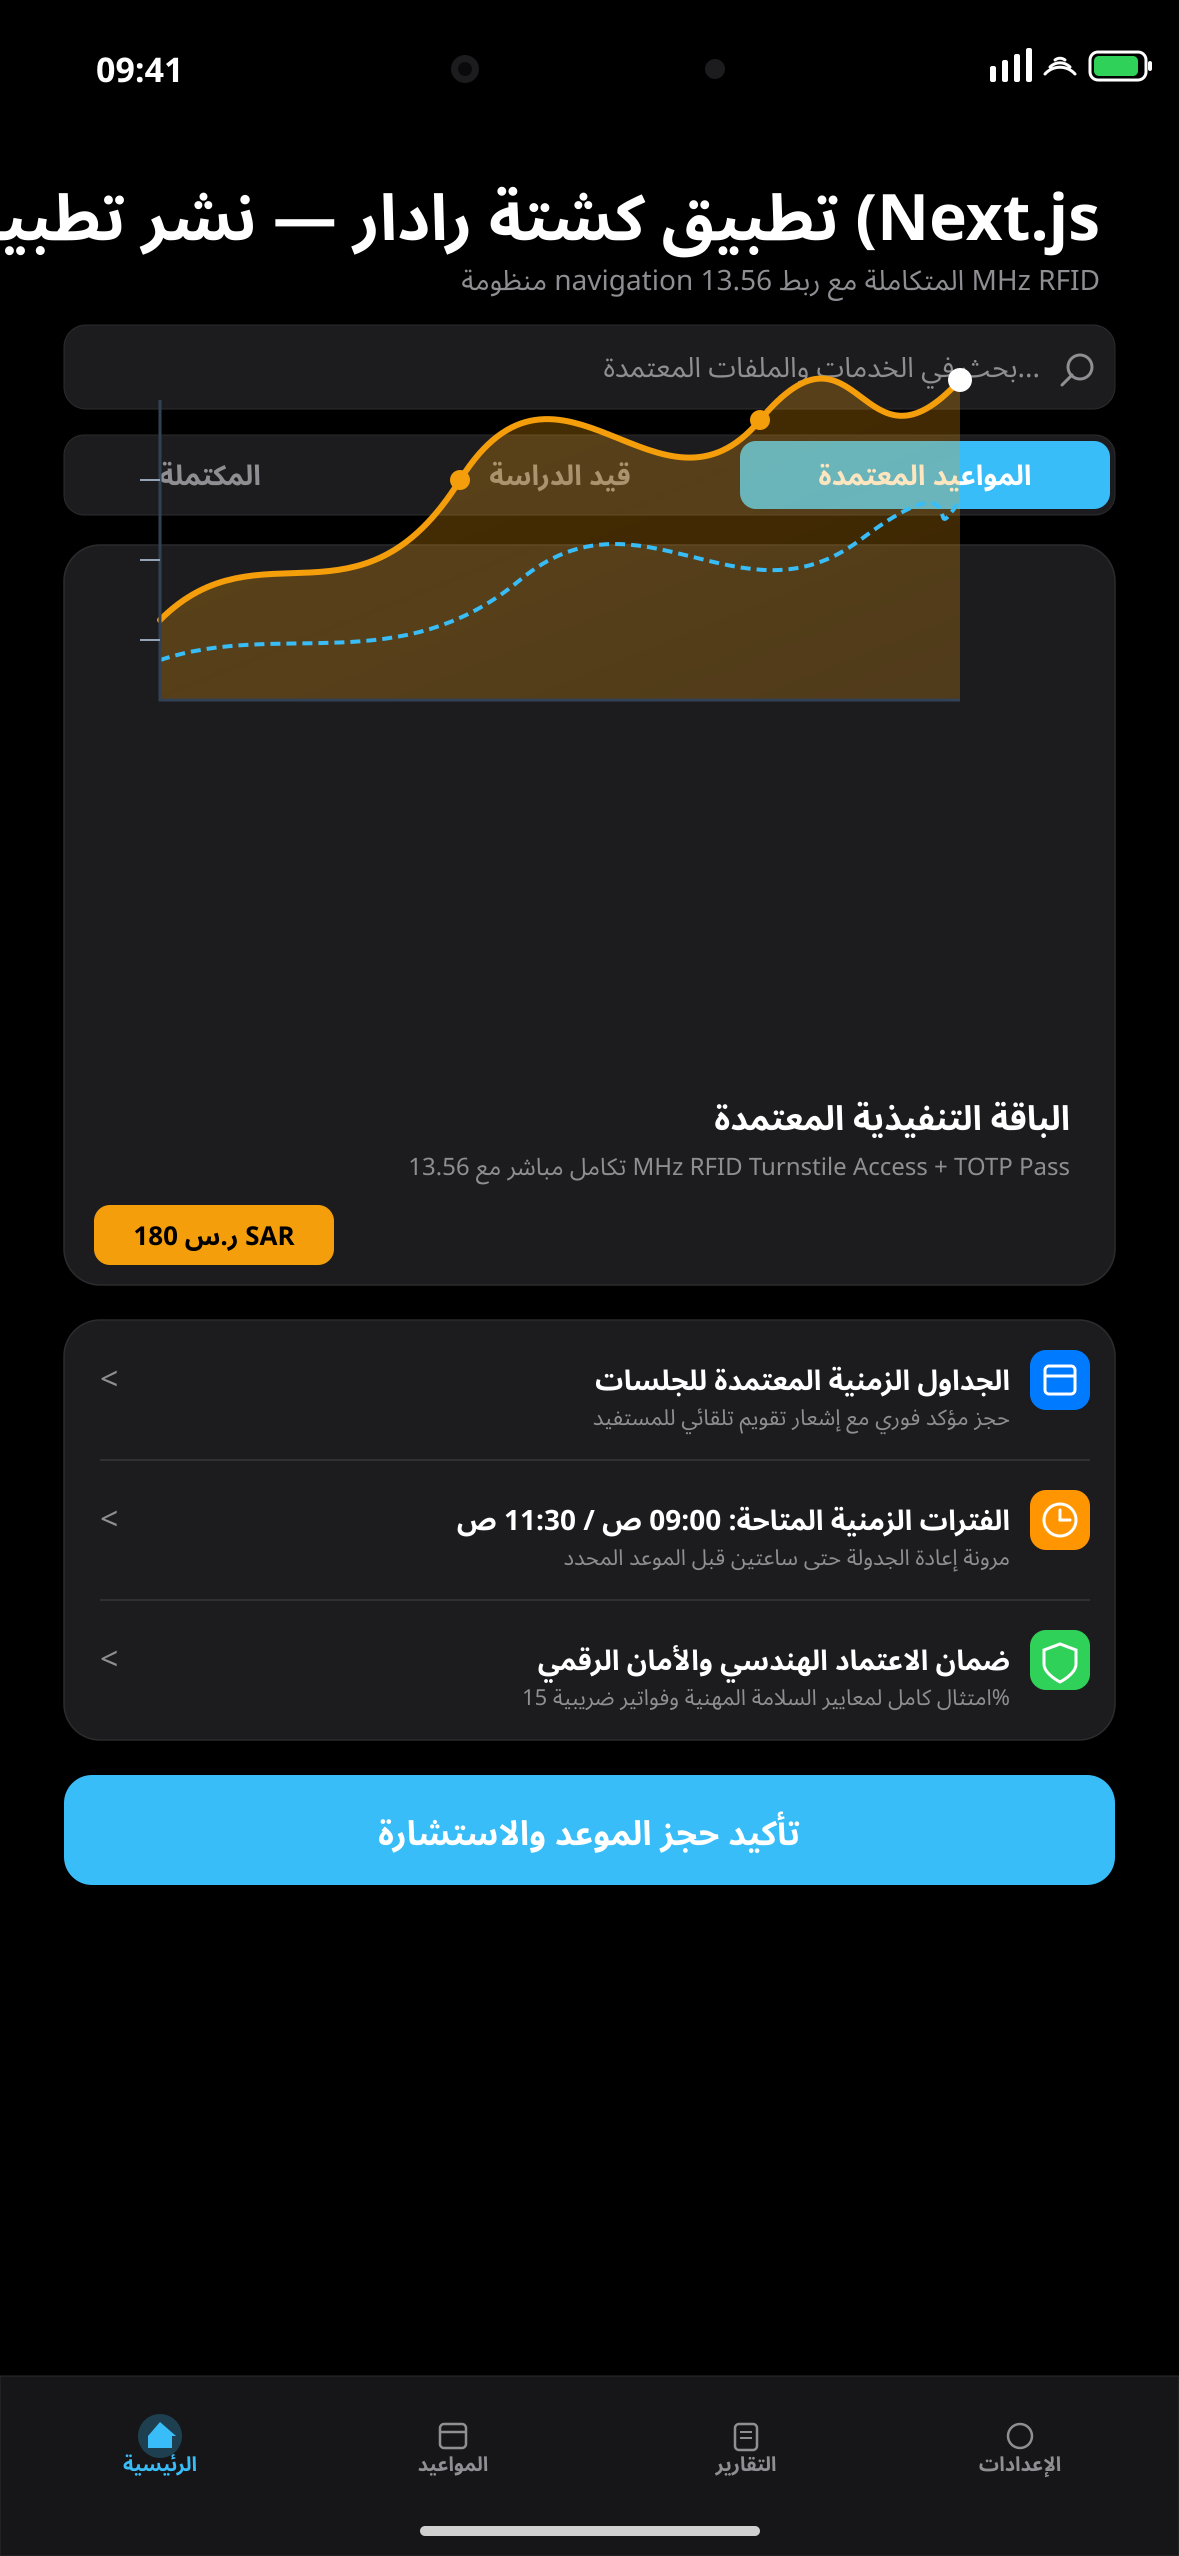 09:41
Next.js) تطبيق كشتة رادار — نشر
MHz RFID المتكاملة مع ربط navigation 13.56 منظومة
...بحث في الخدمات والملفات المعتمدة
المواعيد المعتمدة
قيد الدراسة
المكتملة
الباقة التنفيذية المعتمدة
MHz RFID Turnstile Access + TOTP Pass تكامل مباشر مع 13.56
180 ر.س SAR
الجداول الزمنية المعتمدة للجلسات
حجز مؤكد فوري مع إشعار تقويم تلقائي للمستفيد
الفترات الزمنية المتاحة: 09:00 ص / 11:30 ص
مرونة إعادة الجدولة حتى ساعتين قبل الموعد المحدد
ضمان الاعتماد الهندسي والأمان الرقمي
%امتثال كامل لمعايير السلامة المهنية وفواتير ضريبية 15
تأكيد حجز الموعد والاستشارة
الإعدادات
التقارير
المواعيد
الرئيسية